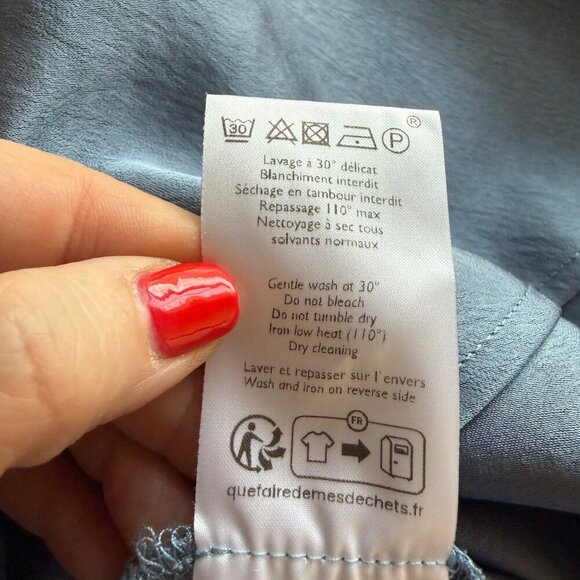 30 P ®
Lavage à 30° délicat
Blanchiment interdit
Séchage en tambour interdit
Repassage 110° max
Nettoyage à sec tous
solvants normaux
Gentle wash at 30°
Do not bleach
Do not tumble dry
Iron low heat (110°)
Dry cleaning
Laver et repasser sur l'envers
Wash and iron on reverse side
FR
quefairedemesdechets.fr